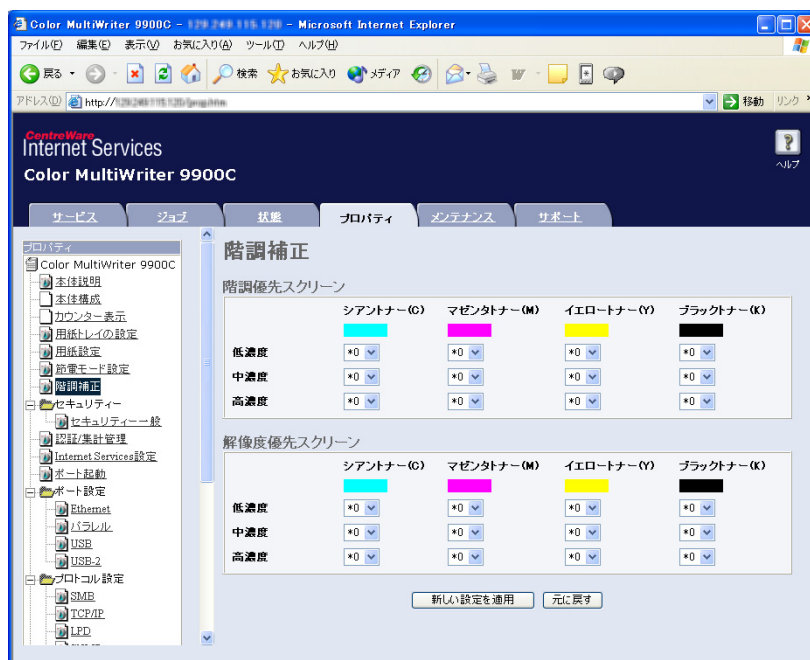 Color MultiWriter 9900C - - Microsoft Internet Explorer
ファイル(F) 編集(E) 表示(V) お気に入り(A) ツール(T) ヘルプ(H)
戻る 検索 お気に入り メディア
アドレス(D) http:// 移動 リンク
CentreWare
Internet Services
Color MultiWriter 9900C
ヘルプ
サービス ジョブ 状態 プロパティ メンテナンス サポート
プロパティ
Color MultiWriter 9900C
本体説明
本体構成
カウンター表示
用紙トレイの設定
用紙設定
節電モード設定
階調補正
セキュリティー
セキュリティー一般
認証/集計管理
Internet Services設定
ポート起動
ポート設定
Ethernet
パラレル
USB
USB-2
プロトコル設定
SMB
TCP/IP
LPD
階調補正
階調優先スクリーン
シアントナー(C) マゼンタトナー(M) イエロートナー(Y) ブラックトナー(K)
低濃度 *0 *0 *0 *0
中濃度 *0 *0 *0 *0
高濃度 *0 *0 *0 *0
解像度優先スクリーン
シアントナー(C) マゼンタトナー(M) イエロートナー(Y) ブラックトナー(K)
低濃度 *0 *0 *0 *0
中濃度 *0 *0 *0 *0
高濃度 *0 *0 *0 *0
新しい設定を適用 元に戻す